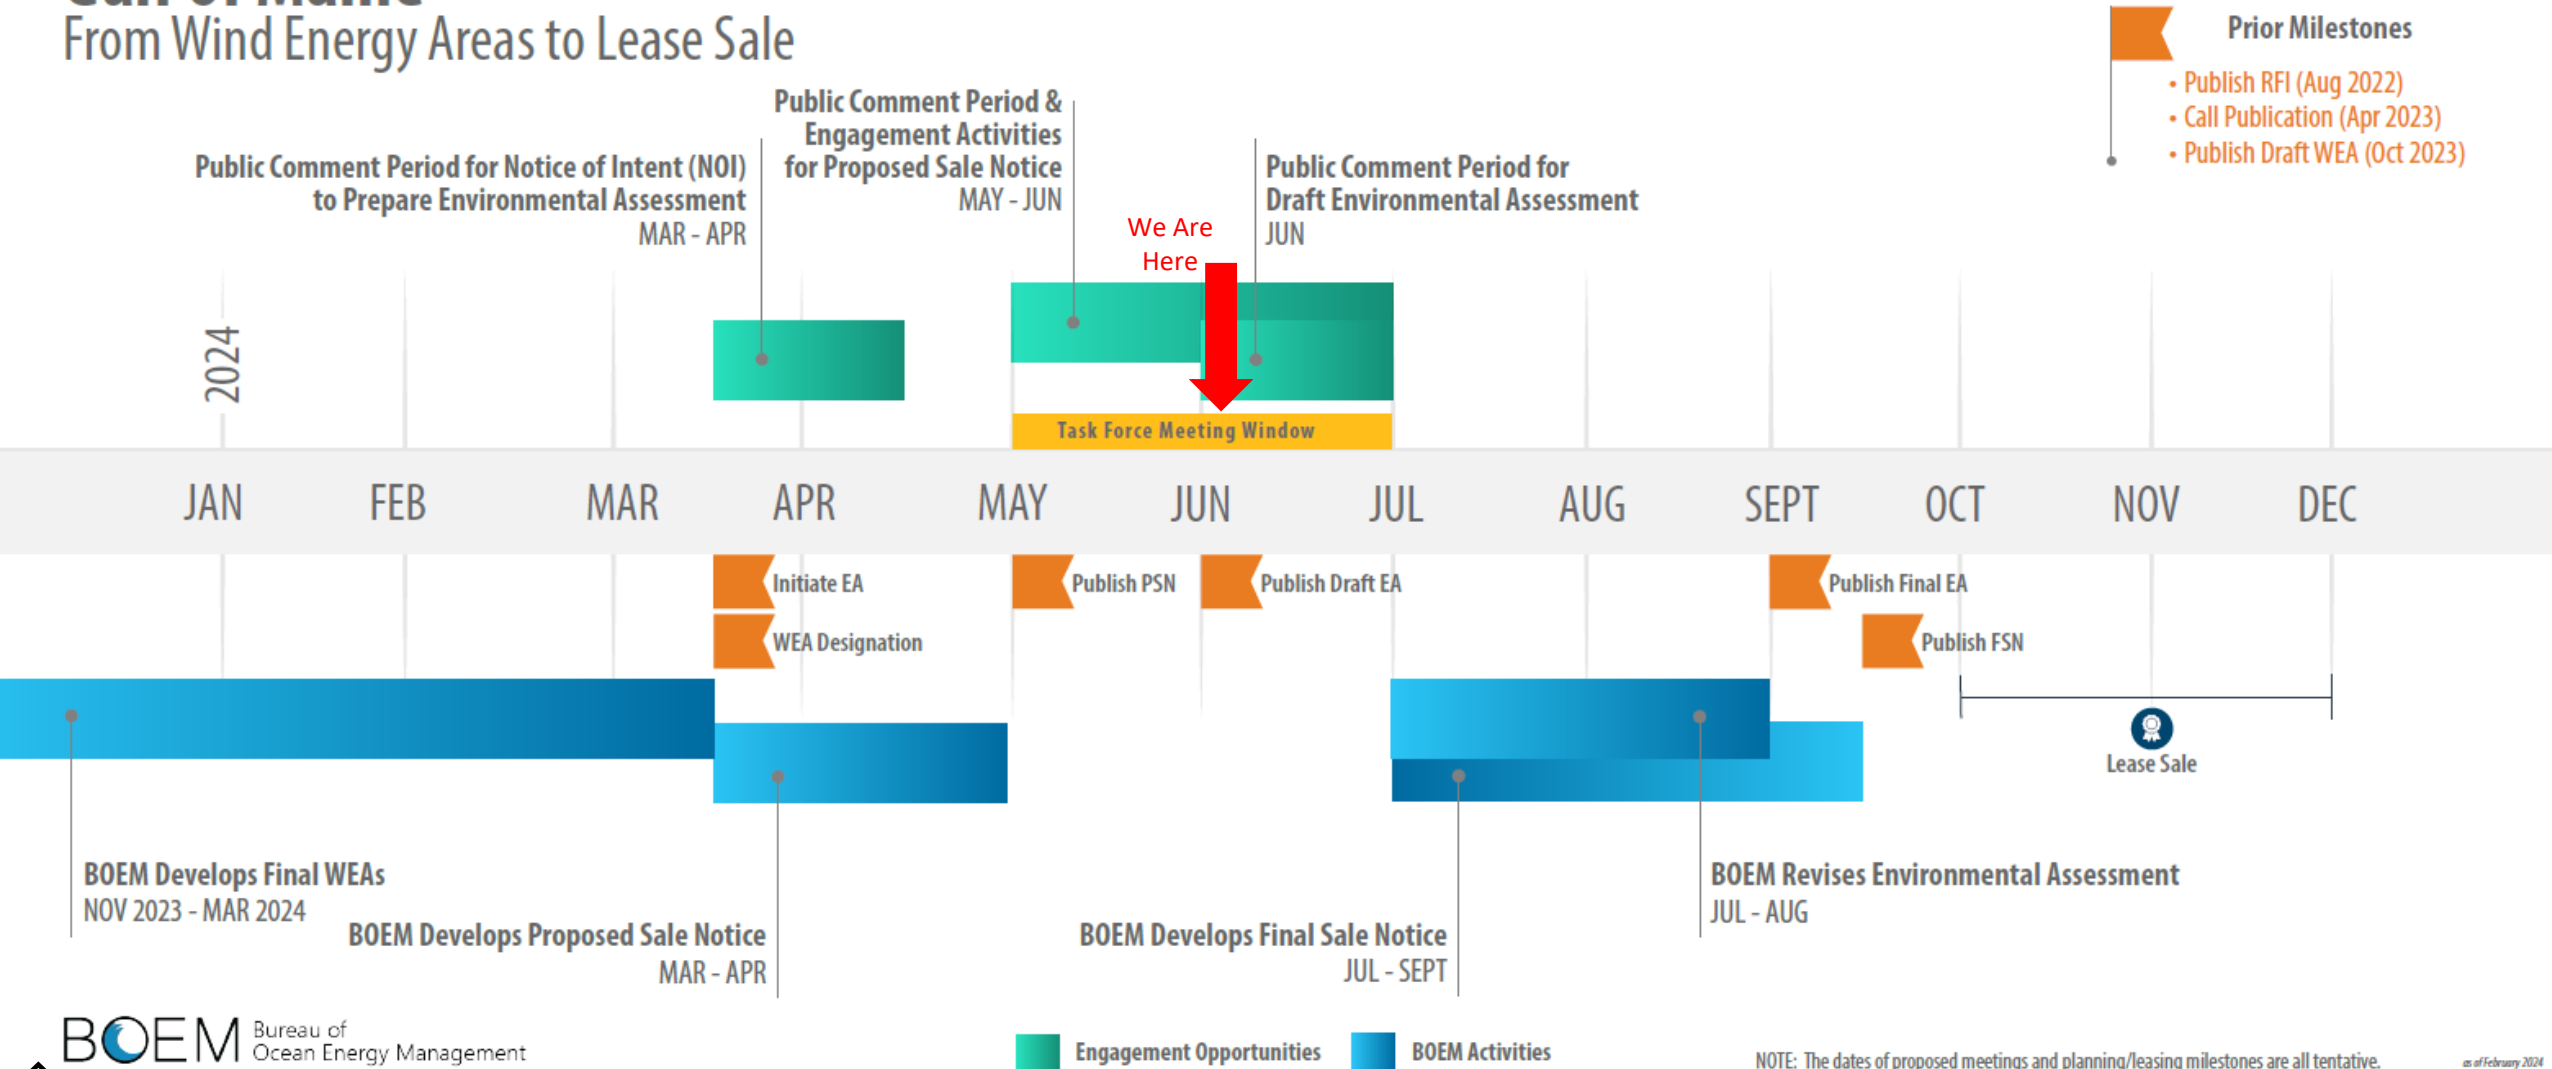 From Wind Energy Areas to Lease Sale
Prior Milestones
• Publish RFI (Aug 2022)
• Call Publication (Apr 2023)
• Publish Draft WEA (Oct 2023)
Public Comment Period for Notice of Intent (NOI)
to Prepare Environmental Assessment
MAR - APR
Public Comment Period &
Engagement Activities
for Proposed Sale Notice
MAY - JUN
We Are
Here
Public Comment Period for
Draft Environmental Assessment
JUN
2024
Task Force Meeting Window
JAN
FEB
MAR
APR
MAY
JUN
JUL
AUG
SEPT
OCT
NOV
DEC
Initiate EA
WEA Designation
Publish PSN
Publish Draft EA
Publish Final EA
Publish FSN
Lease Sale
BOEM Develops Final WEAs
NOV 2023 - MAR 2024
BOEM Develops Proposed Sale Notice
MAR - APR
BOEM Develops Final Sale Notice
JUL - SEPT
BOEM Revises Environmental Assessment
JUL - AUG
BOEM
Bureau of
Ocean Energy Management
Engagement Opportunities
BOEM Activities
NOTE: The dates of proposed meetings and planning/leasing milestones are all tentative.
as of February 2024